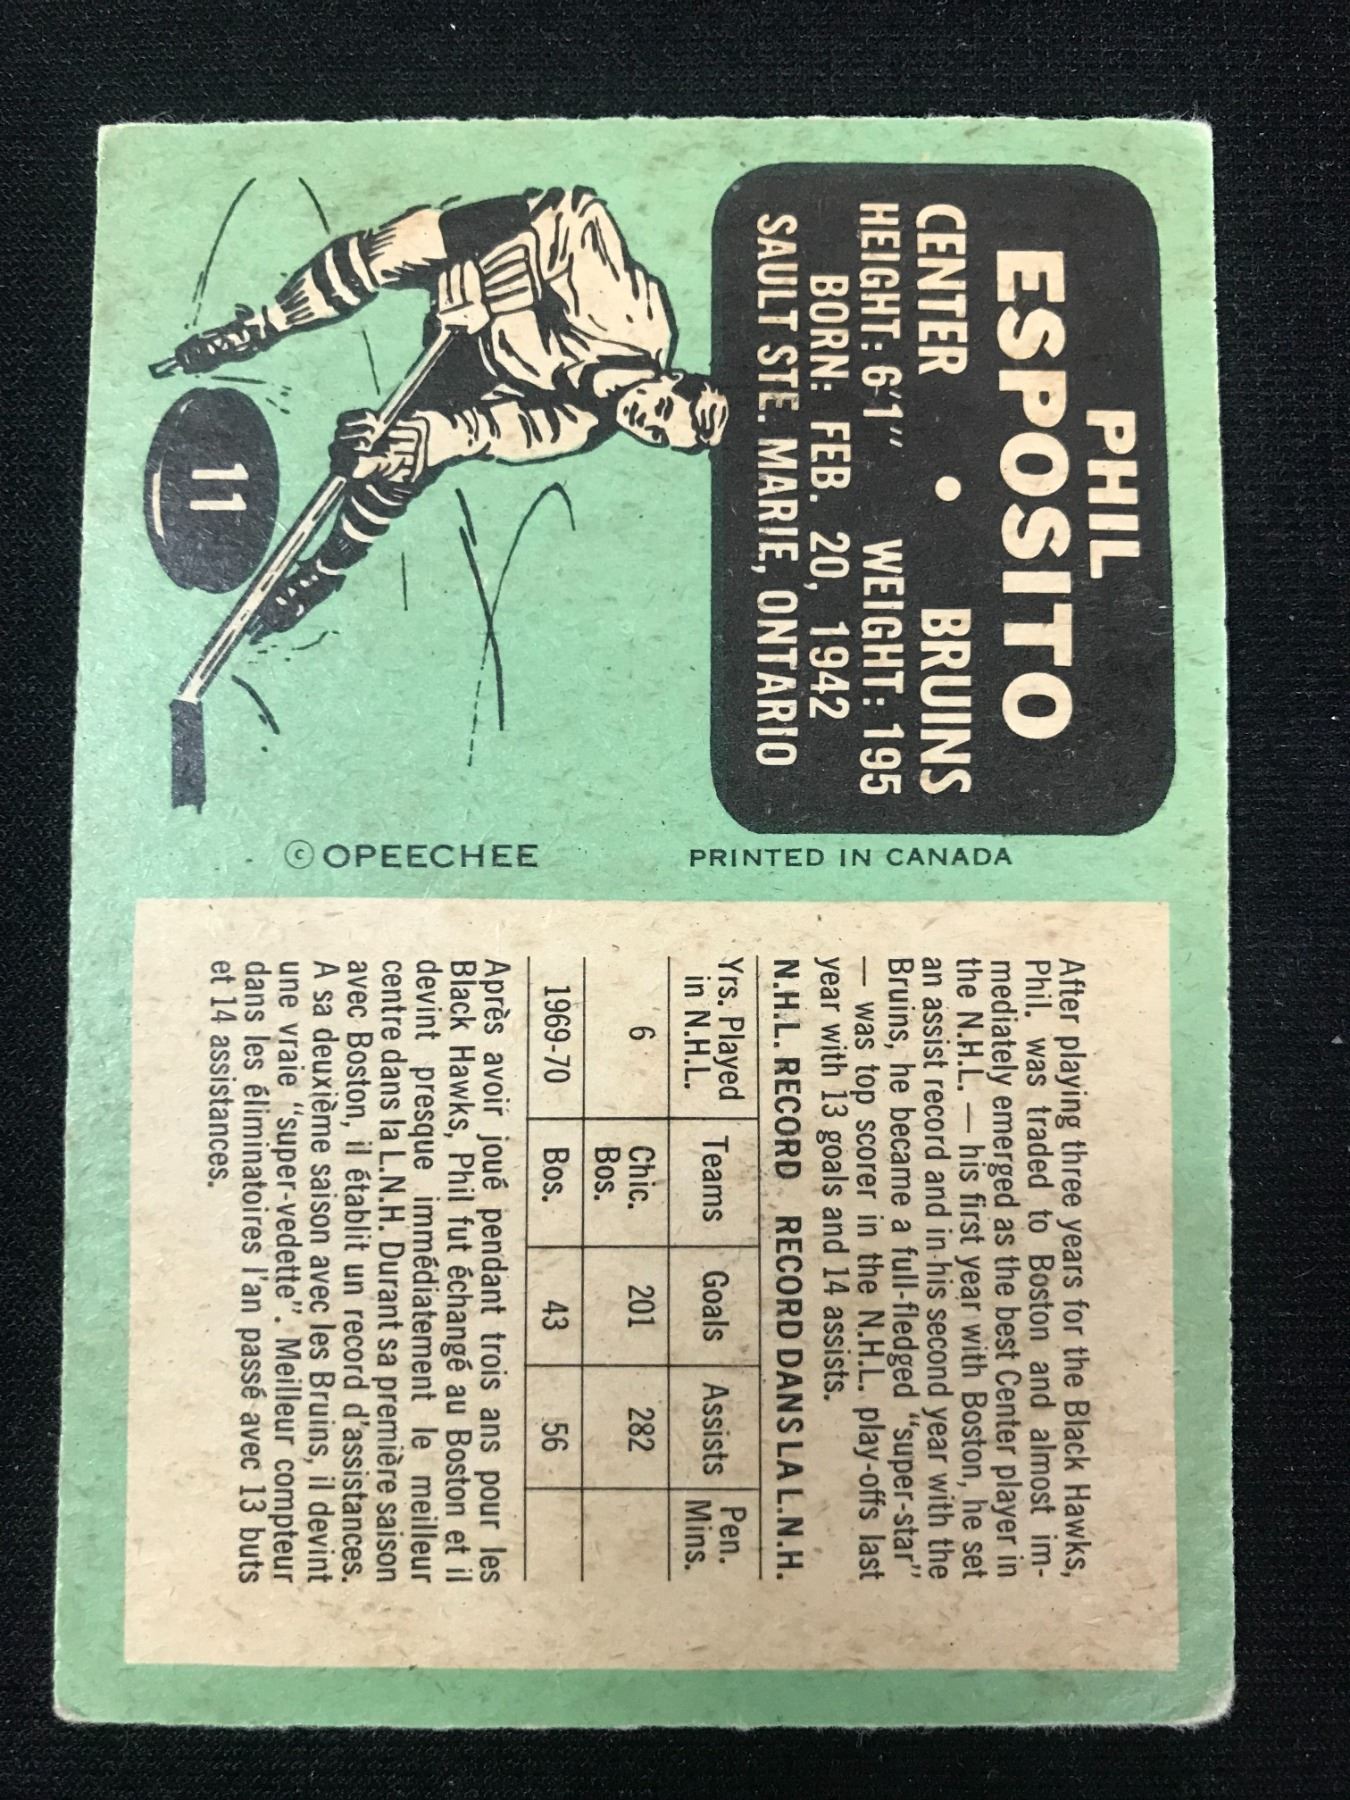 PHIL
ESPOSITO
CENTER • BRUINS
HEIGHT: 6'1" WEIGHT: 195
BORN: FEB. 20, 1942
SAULT STE. MARIE, ONTARIO
11
PRINTED IN CANADA
© OPEECHEE
After playing three years for the Black Hawks,
Phil. was traded to Boston and almost im-
mediately emerged as the best Center player in
the N.H.L. — his first year with Boston, he set
an assist record and in his second year with the
Bruins, he became a full-fledged "super-star"
— was top scorer in the N.H.L. play-offs last
year with 13 goals and 14 assists.
N.H.L. RECORD RECORD DANS LA L.N.H.
Yrs. Played in N.H.L. Teams Goals Assists Pen. Mins.
6 Chic. Bos. 201 282
1969-70 Bos. 43 56
Après avoir joué pendant trois ans pour les
Black Hawks, Phil fut échangé au Boston et il
devint presque immédiatement le meilleur
centre dans la L.N.H. Durant sa première saison
avec Boston, il établit un record d'assistances.
A sa deuxième saison avec les Bruins, il devint
une vraie "super-vedette". Meilleur compteur
dans les éliminatoires l'an passé avec 13 buts
et 14 assistances.